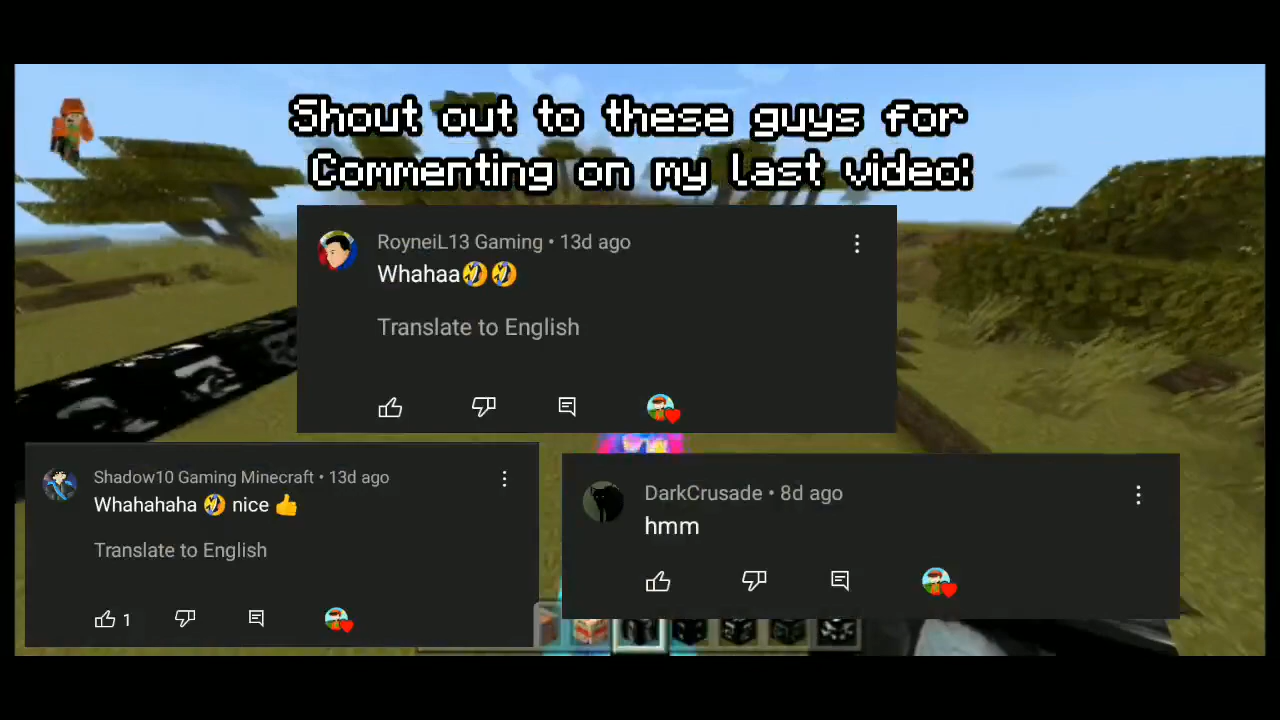 Shout out to these guys for
Commenting on my last video:
RoyneiL13 Gaming • 13d ago
Whahaa🤣🤣
Translate to English
Shadow10 Gaming Minecraft • 13d ago
Whahahaha 🤣 nice 👍
Translate to English
1
DarkCrusade • 8d ago
hmm